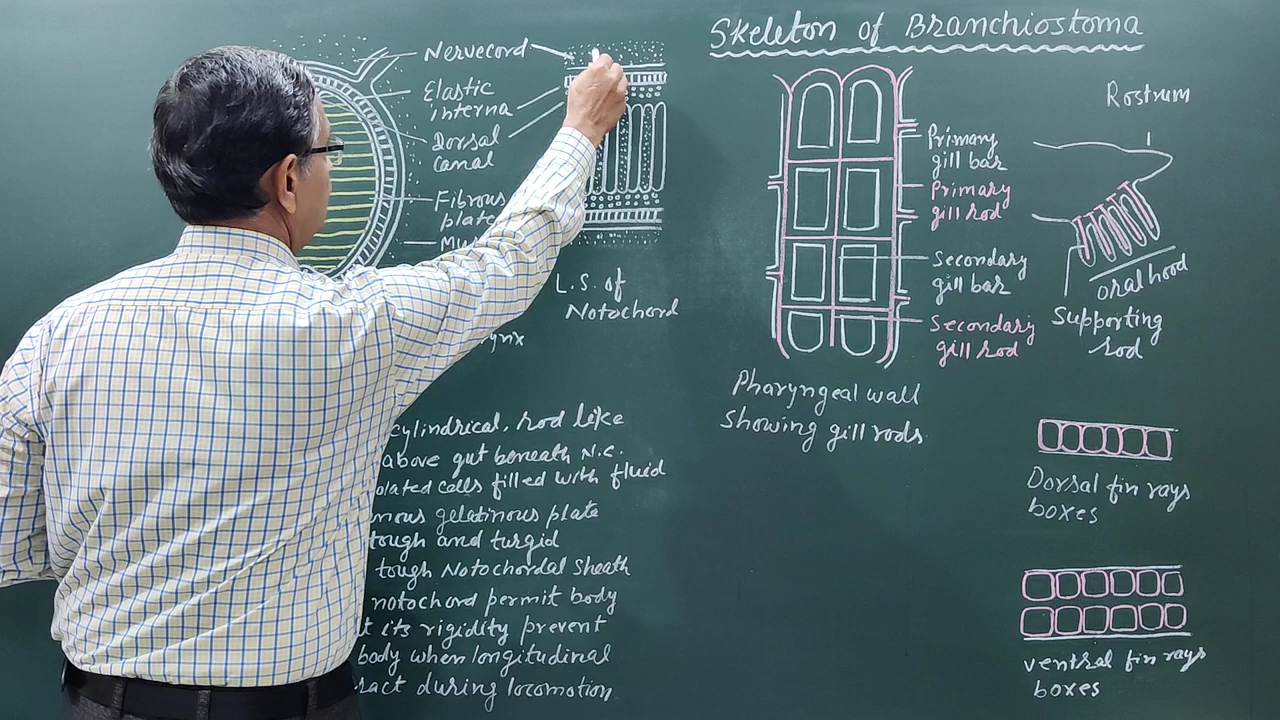 Skeleton of Branchiostoma
Nervecord
Elastic
interna
Dorsal
canal
Fibrous
plate
L.S. of
Notochord
cylindrical, rod like
above gut beneath N.C.
cells filled with fluid
gelatinous plate
tough and turgid
tough Notochordal Sheath
notochord permit body
its rigidity prevent
body when longitudinal
during locomotion
Primary
gill bar
Primary
gill rod
Secondary
gill bar
Secondary
gill rod
Pharyngeal wall
showing gill rods
Rostrum
oral hood
Supporting
rod
Dorsal fin rays
boxes
ventral fin rays
boxes